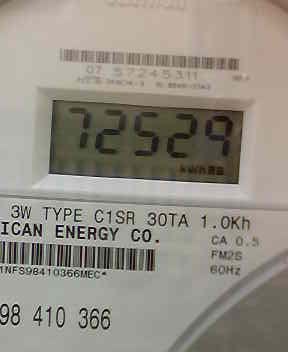 07 57245311
72529
kWhRS
3W TYPE C1SR 30TA 1.0Kh
ICAN ENERGY CO.
CA 0.5
1NFS98410366MEC*
FM2S
60Hz
98 410 366